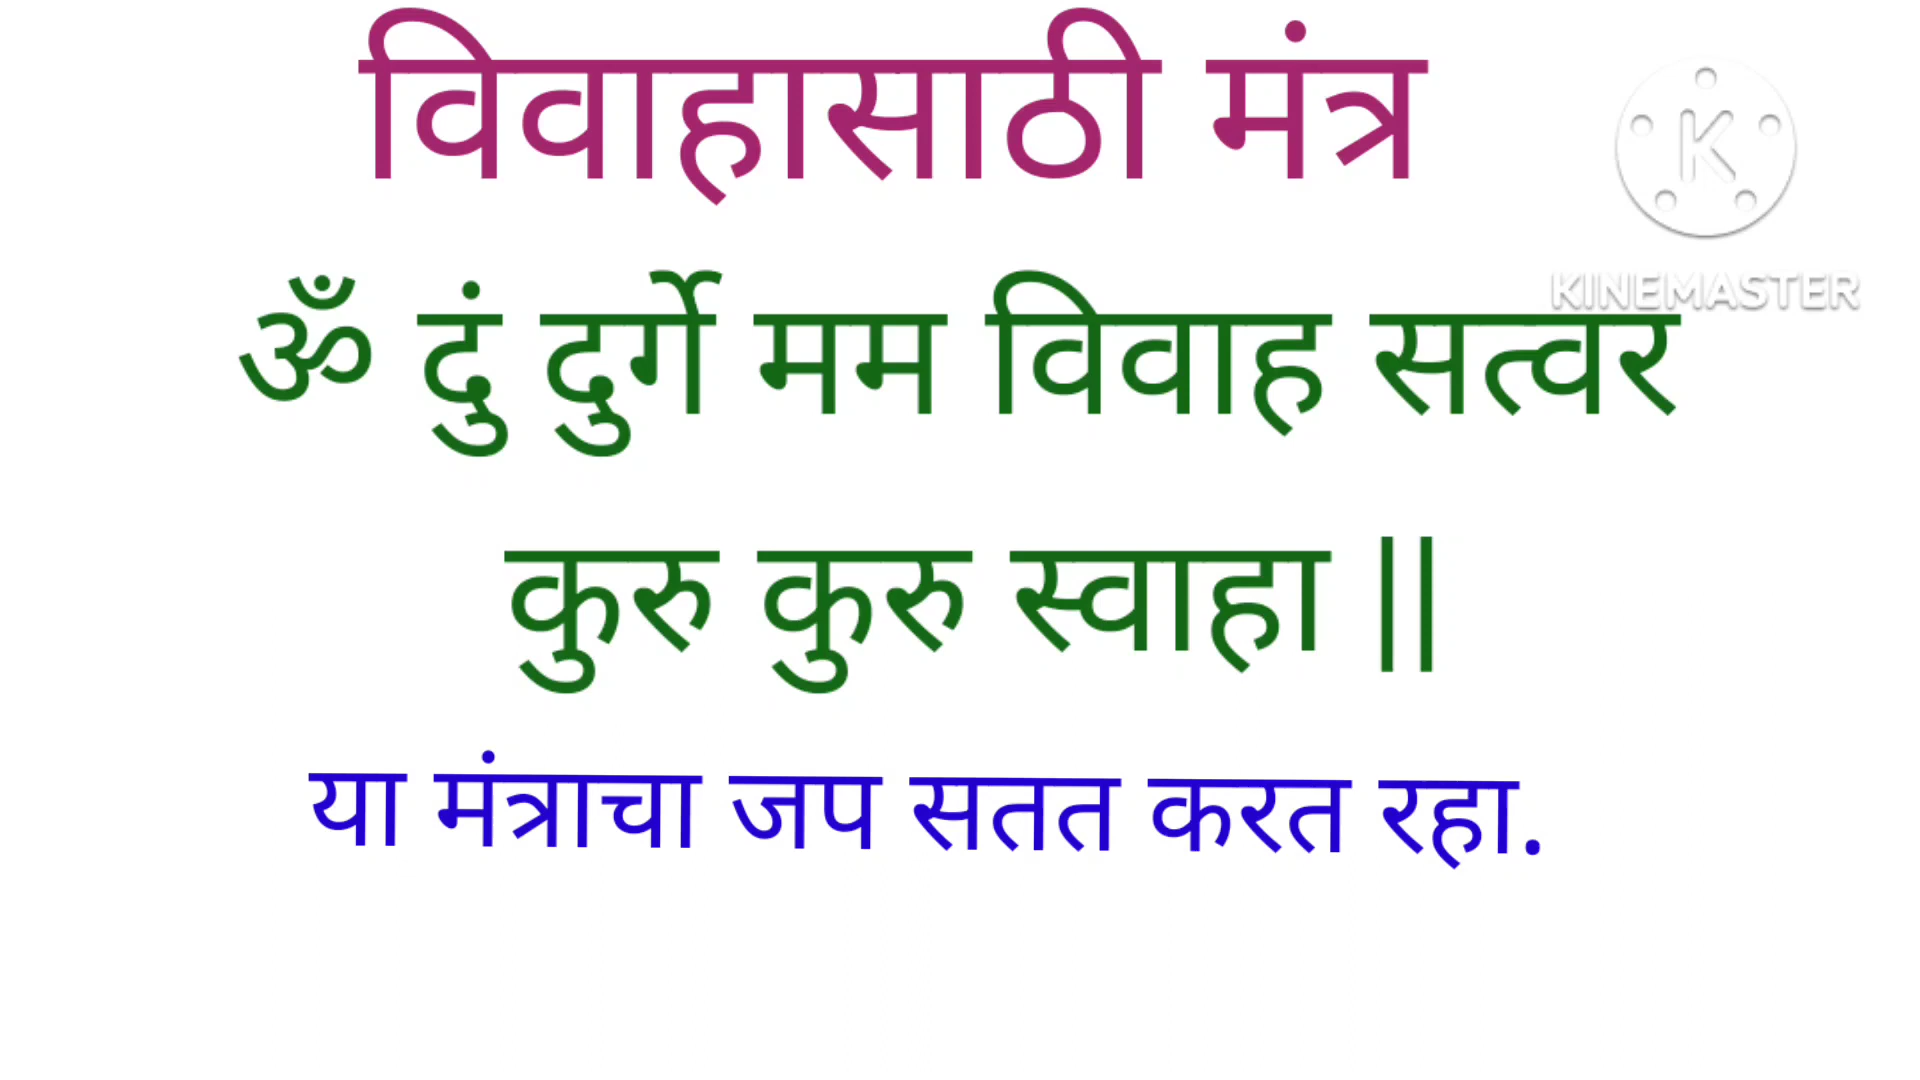 विवाहासाठी मंत्र
K
KINEMASTER
ॐ दुं दुर्गे मम विवाह सत्वर
कुरु कुरु स्वाहा ||
या मंत्राचा जप सतत करत रहा.